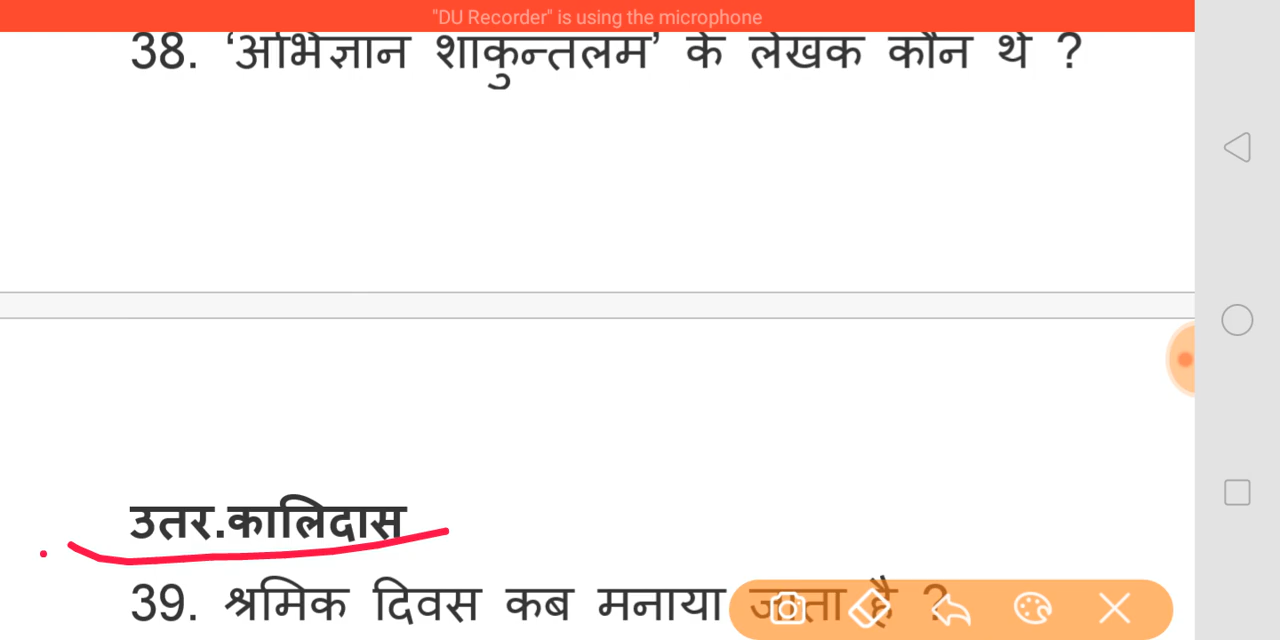 "DU Recorder" is using the microphone
38. ‘अभिज्ञान शाकुन्तलम’ के लेखक कौन थे ?
उतर.कालिदास
39. श्रमिक दिवस कब मनाया जाता है ?